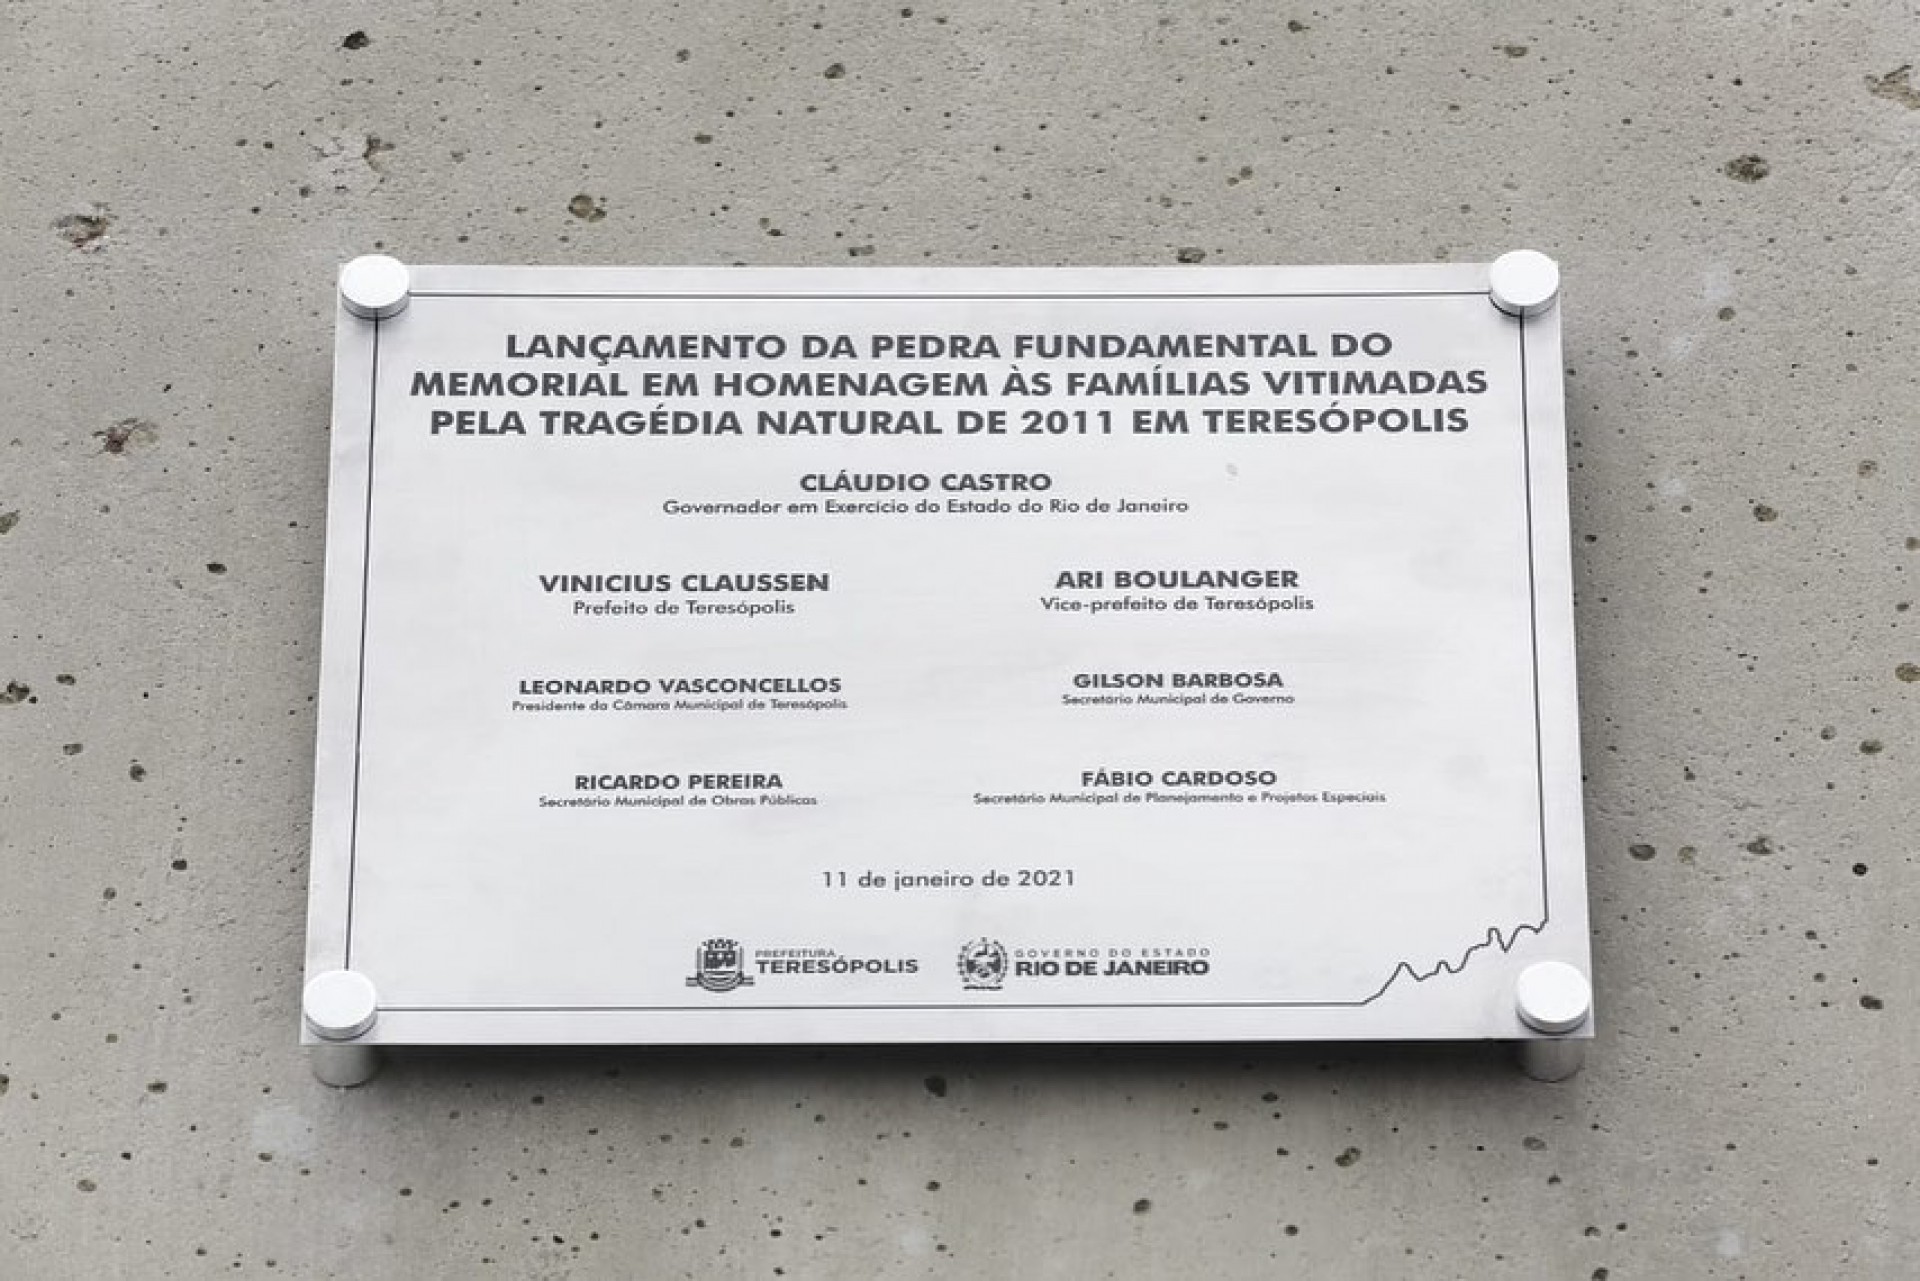 LANÇAMENTO DA PEDRA FUNDAMENTAL DO
MEMORIAL EM HOMENAGEM ÀS FAMÍLIAS VITIMADAS
PELA TRAGÉDIA NATURAL DE 2011 EM TERESÓPOLIS
CLÁUDIO CASTRO
Governador em Exercício do Estado do Rio de Janeiro
VINICIUS CLAUSSEN
Prefeito de Teresópolis
ARI BOULANGER
Vice-prefeito de Teresópolis
LEONARDO VASCONCELLOS
Presidente da Câmara Municipal de Teresópolis
GILSON BARBOSA
Secretário Municipal de Governo
RICARDO PEREIRA
Secretário Municipal de Obras Públicas
FÁBIO CARDOSO
Secretário Municipal de Planejamento e Projetos Especiais
11 de janeiro de 2021
PREFEITURA
TERESÓPOLIS
GOVERNO DO ESTADO
RIO DE JANEIRO